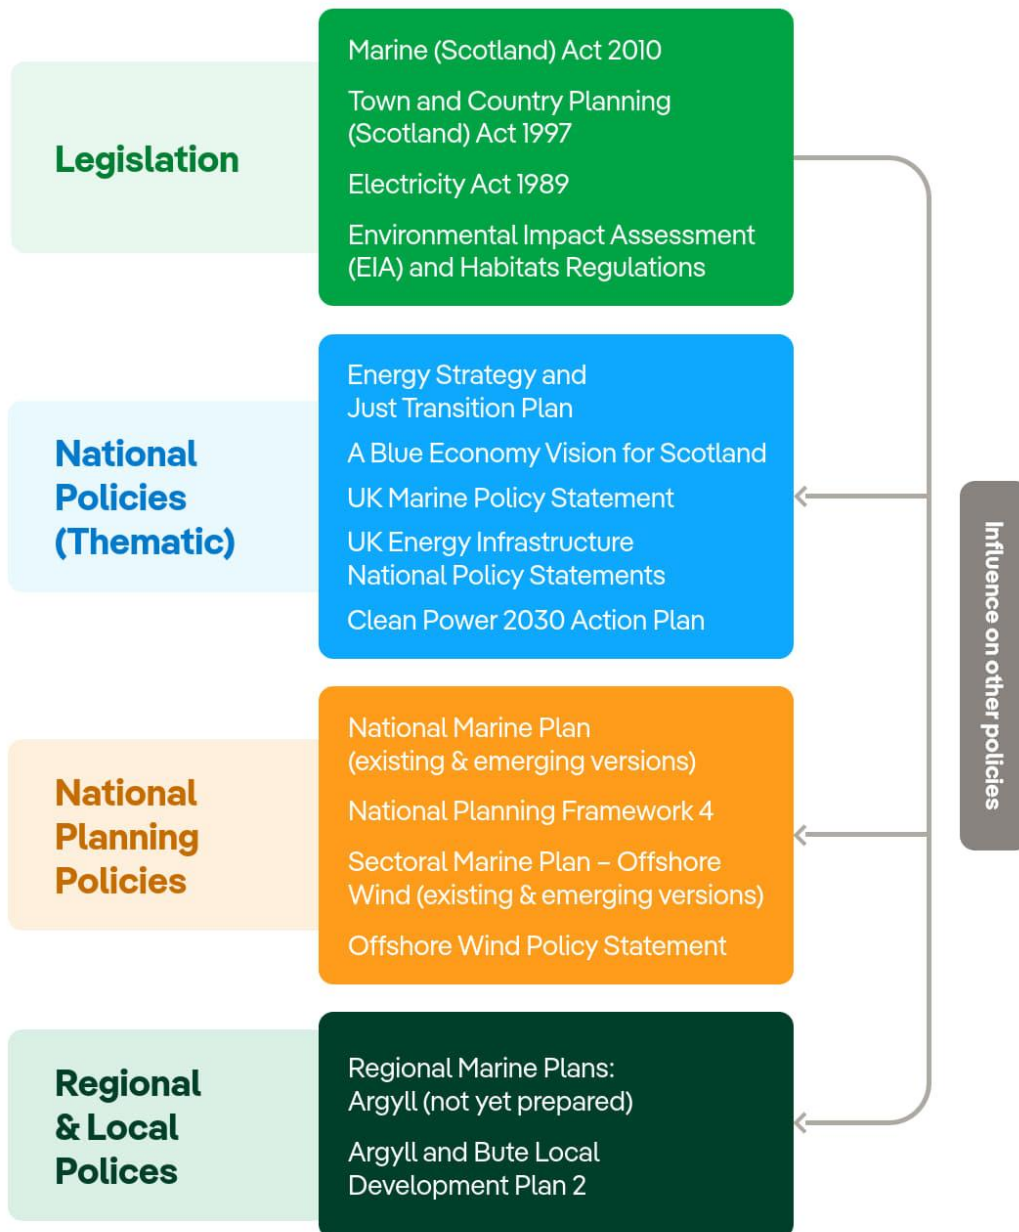 Legislation
Marine (Scotland) Act 2010
Town and Country Planning
(Scotland) Act 1997
Electricity Act 1989
Environmental Impact Assessment
(EIA) and Habitats Regulations
National
Policies
(Thematic)
Energy Strategy and
Just Transition Plan
A Blue Economy Vision for Scotland
UK Marine Policy Statement
UK Energy Infrastructure
National Policy Statements
Clean Power 2030 Action Plan
National
Planning
Policies
National Marine Plan
(existing & emerging versions)
National Planning Framework 4
Sectoral Marine Plan – Offshore
Wind (existing & emerging versions)
Offshore Wind Policy Statement
Regional
& Local
Polices
Regional Marine Plans:
Argyll (not yet prepared)
Argyll and Bute Local
Development Plan 2
Influence on other policies